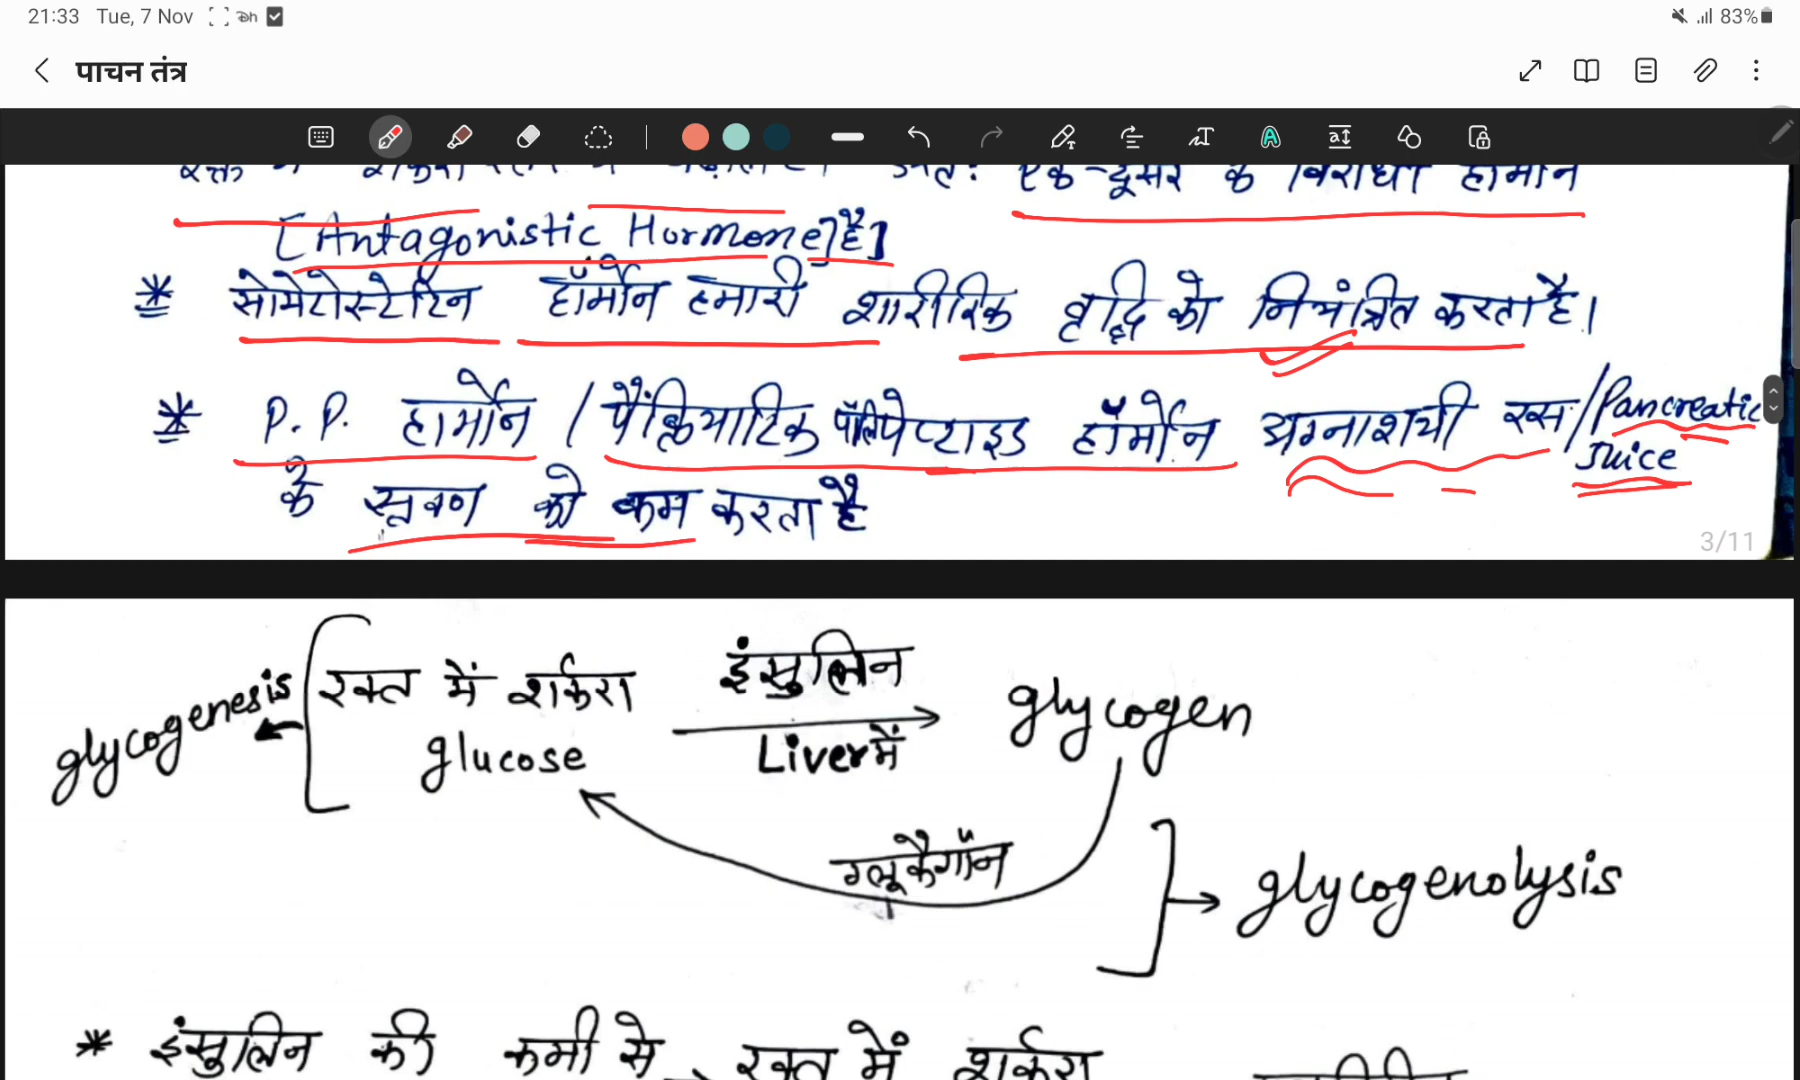 21:33 Tue, 7 Nov
83%
पाचन तंत्र
एक-दूसरे के विरोधी हार्मोन
[Antagonistic Hormone] है]
* सोमेटोस्टेटिन हॉर्मोन हमारी शारीरिक वृद्धि को नियंत्रित करता है।
* P.P. हार्मोन / पैंक्रियाटिक पॉलिपेप्टाइड हॉर्मोन अग्नाशयी रस / Pancreatic Juice
के स्त्रवण को कम करता है
3/11
glycogenesis
रक्त में शर्करा
glucose
इंसुलिन
Liver में
glycogen
ग्लूकैगॉन
glycogenolysis
* इंसुलिन की कमी से रक्त में शर्करा